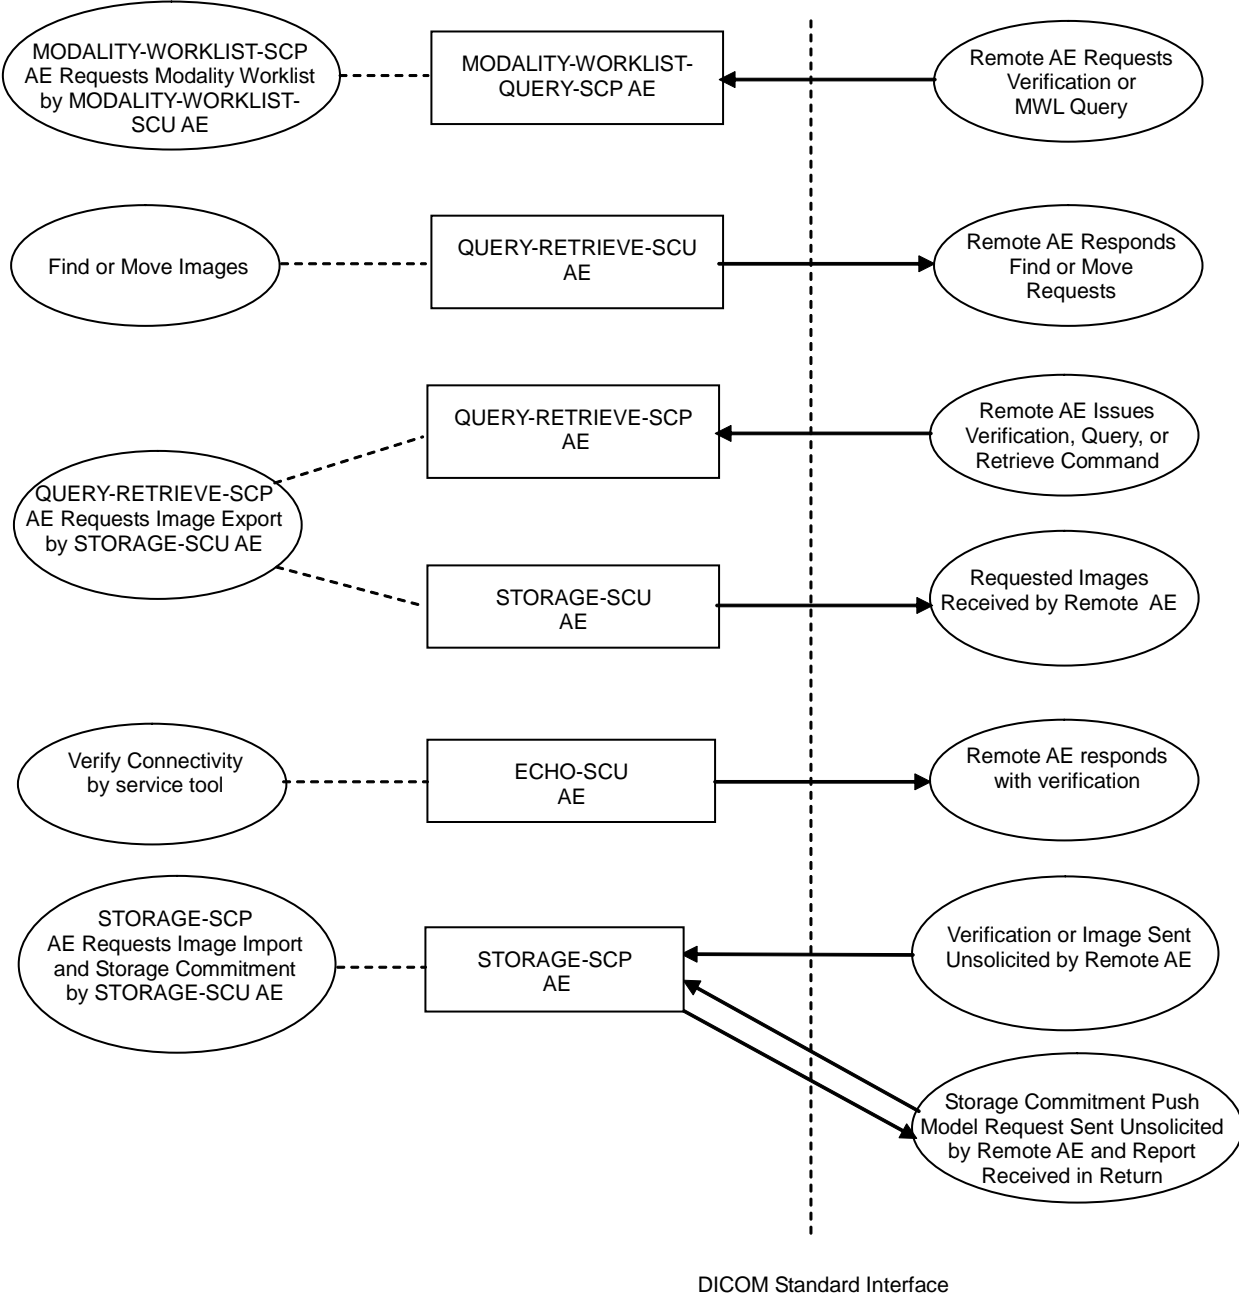 MODALITY-WORKLIST-SCP
AE Requests Modality Worklist
by MODALITY-WORKLIST-
SCU AE
MODALITY-WORKLIST-
QUERY-SCP AE
Remote AE Requests
Verification or
MWL Query
Find or Move Images
QUERY-RETRIEVE-SCU
AE
Remote AE Responds
Find or Move
Requests
QUERY-RETRIEVE-SCP
AE Requests Image Export
by STORAGE-SCU AE
QUERY-RETRIEVE-SCP
AE
Remote AE Issues
Verification, Query, or
Retrieve Command
STORAGE-SCU
AE
Requested Images
Received by Remote  AE
Verify Connectivity
by service tool
ECHO-SCU
AE
Remote AE responds
with verification
STORAGE-SCP
AE Requests Image Import
and Storage Commitment
by STORAGE-SCU AE
STORAGE-SCP
AE
Verification or Image Sent
Unsolicited by Remote AE
Storage Commitment Push
Model Request Sent Unsolicited
by Remote AE and Report
Received in Return
DICOM Standard Interface